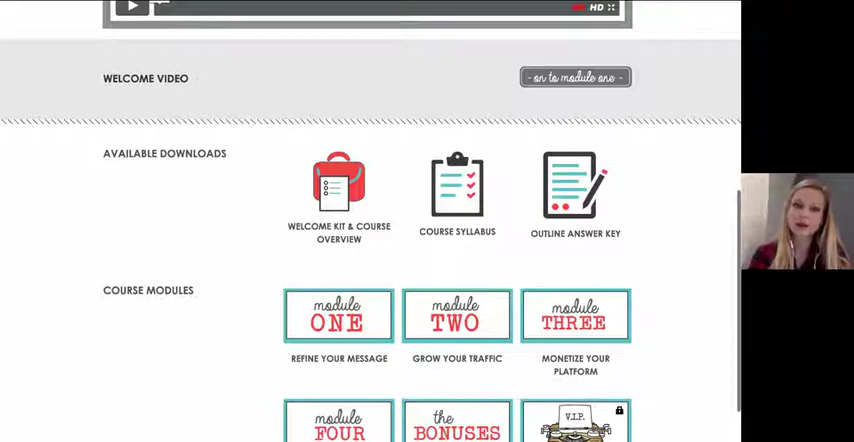 HD
WELCOME VIDEO
- on to module one -
AVAILABLE DOWNLOADS
WELCOME KIT & COURSE
OVERVIEW
COURSE SYLLABUS
OUTLINE ANSWER KEY
COURSE MODULES
module
ONE
module
TWO
module
THREE
REFINE YOUR MESSAGE
GROW YOUR TRAFFIC
MONETIZE YOUR
PLATFORM
module
FOUR
the
BONUSES
V.I.P.